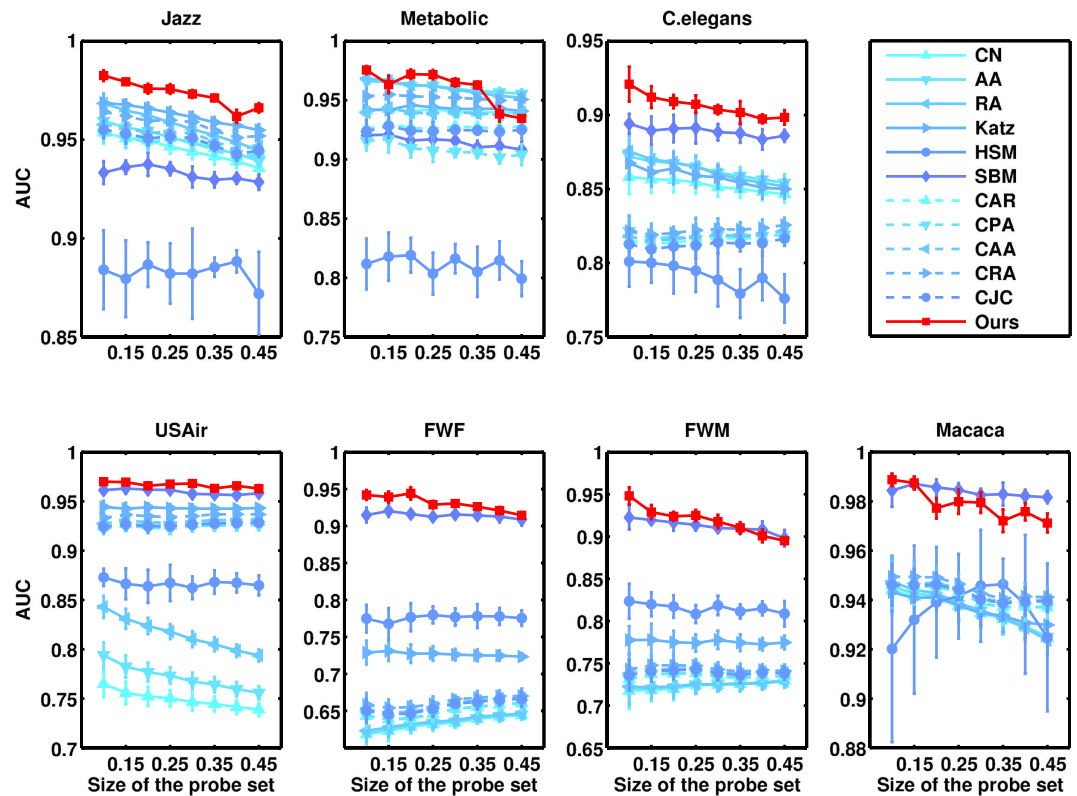 Jazz
Metabolic
C.elegans
AUC
1
0.95
0.9
0.85
0.15 0.25 0.35 0.45
1
0.95
0.9
0.85
0.8
0.75
0.15 0.25 0.35 0.45
0.95
0.9
0.85
0.8
0.75
0.15 0.25 0.35 0.45
CN
AA
RA
Katz
HSM
SBM
CAR
CPA
CAA
CRA
CJC
Ours
USAir
FWF
FWM
Macaca
AUC
1
0.95
0.9
0.85
0.8
0.75
0.7
0.15 0.25 0.35 0.45
Size of the probe set
1
0.95
0.9
0.85
0.8
0.75
0.7
0.65
0.15 0.25 0.35 0.45
Size of the probe set
1
0.95
0.9
0.85
0.8
0.75
0.7
0.65
0.15 0.25 0.35 0.45
Size of the probe set
1
0.98
0.96
0.94
0.92
0.9
0.88
0.15 0.25 0.35 0.45
Size of the probe set